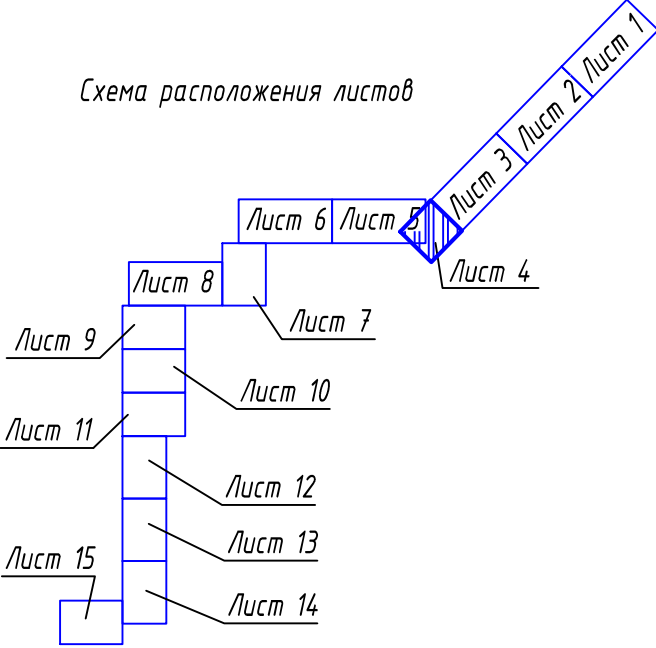 Схема расположения листов
Лист 1
Лист 2
Лист 3
Лист 4
Лист 5
Лист 6
Лист 7
Лист 8
Лист 9
Лист 10
Лист 11
Лист 12
Лист 13
Лист 14
Лист 15